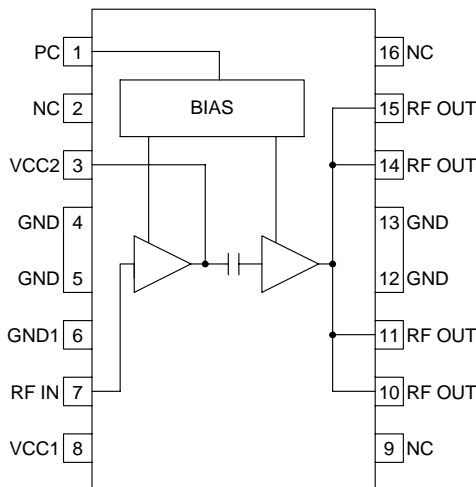 PC 1 16 NC
BIAS
NC 2 15 RF OUT
VCC2 3 14 RF OUT
GND 4 13 GND
GND 5 12 GND
GND1 6 11 RF OUT
RF IN 7 10 RF OUT
VCC1 8 9 NC